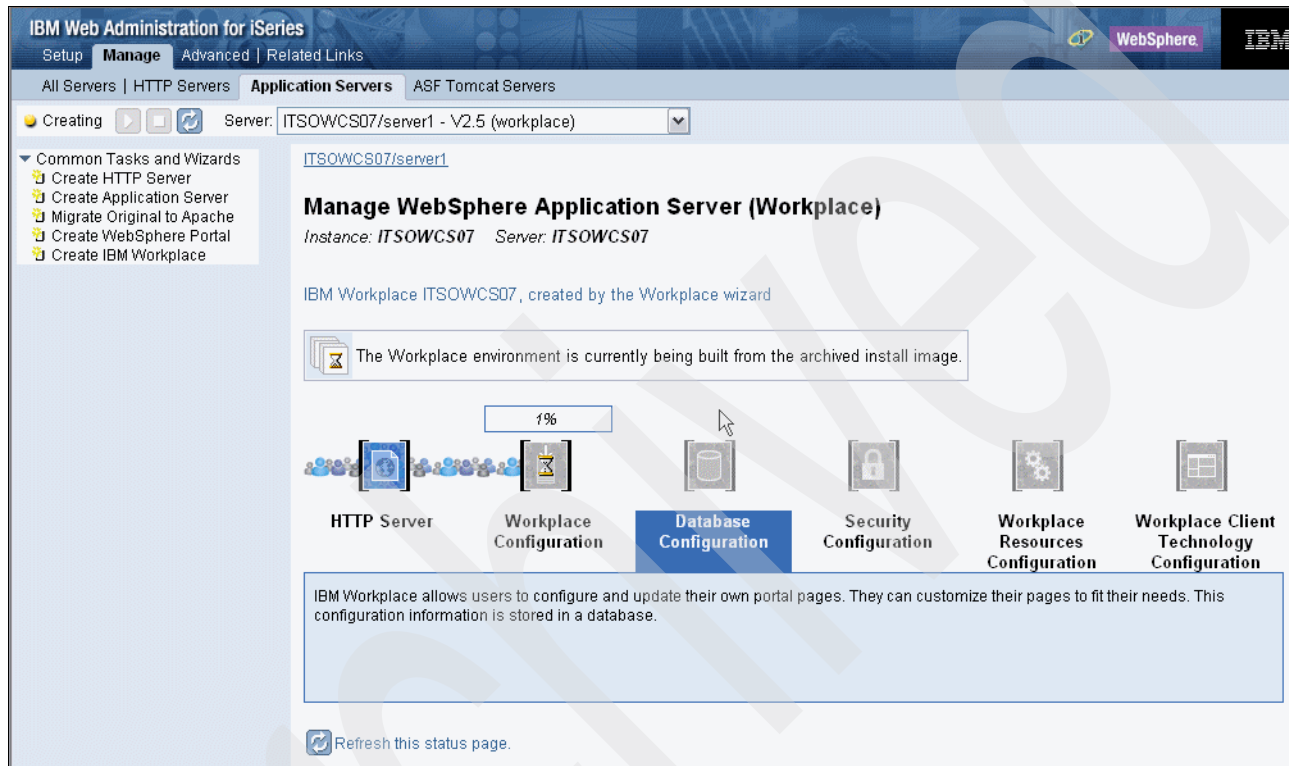 IBM Web Administration for iSeries
Setup Manage Advanced | Related Links
WebSphere. IBM
All Servers | HTTP Servers Application Servers ASF Tomcat Servers
Creating Server: ITSOWCS07/server1 - V2.5 (workplace)
Common Tasks and Wizards
Create HTTP Server
Create Application Server
Migrate Original to Apache
Create WebSphere Portal
Create IBM Workplace
ITSOWCS07/server1
Manage WebSphere Application Server (Workplace)
Instance: ITSOWCS07 Server: ITSOWCS07
IBM Workplace ITSOWCS07, created by the Workplace wizard
The Workplace environment is currently being built from the archived install image.
1%
HTTP Server
Workplace
Configuration
Database
Configuration
Security
Configuration
Workplace
Resources
Configuration
Workplace Client
Technology
Configuration
IBM Workplace allows users to configure and update their own portal pages. They can customize their pages to fit their needs. This
configuration information is stored in a database.
Refresh this status page.